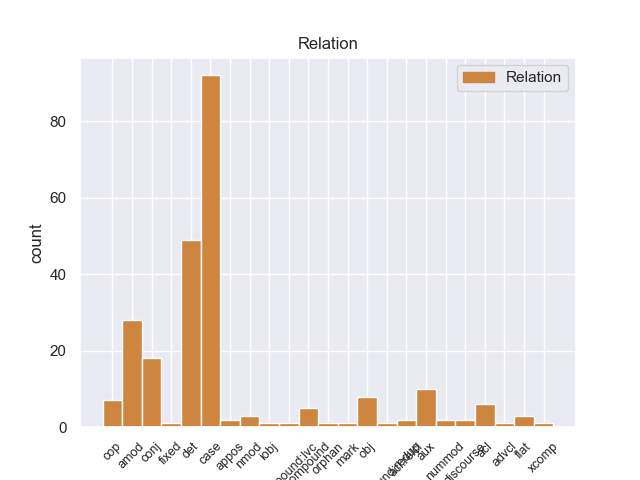 Relation
Relation
count
80
60
40
20
0
cop
amod
conj
fixed
det
case
appos
nmod
iobj
compound
orphan
mark
obj
aux
nummod
discourse
acl
advcl
flat
xcomp